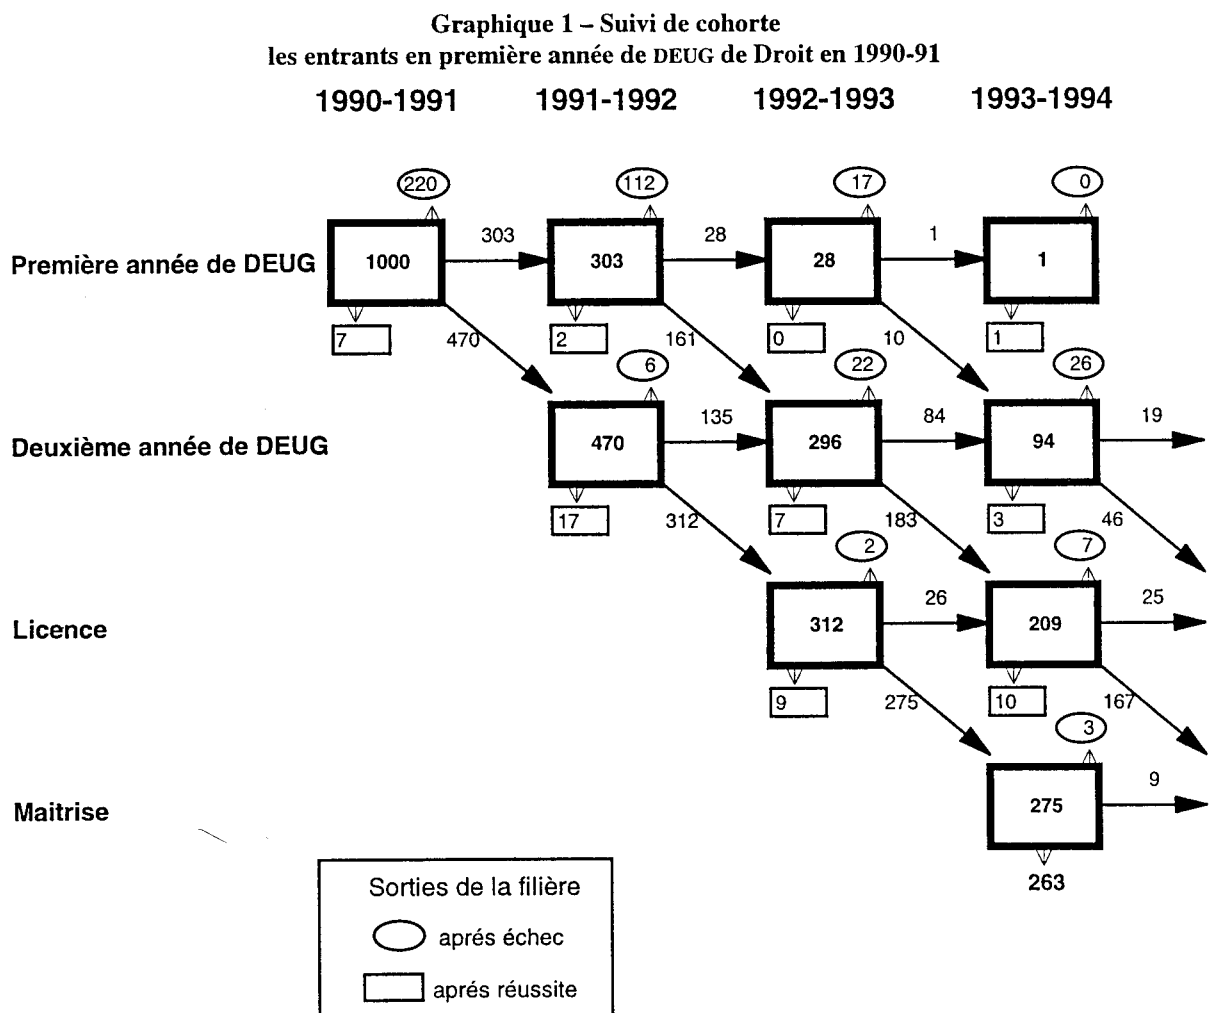 Graphique 1 – Suivi de cohorte
les entrants en première année de DEUG de Droit en 1990-91
1990-1991 1991-1992 1992-1993 1993-1994
220 112 17 0
303 28 1
Première année de DEUG 1000 303 28 1
7 470 2 161 0 10 1
6 22 26
135 84 19
Deuxième année de DEUG 470 296 94
17 312 7 183 3 46
2 7
26 25
Licence 312 209
9 275 10 167
3
9
Maitrise 275
263
Sorties de la filière
aprés échec
aprés réussite